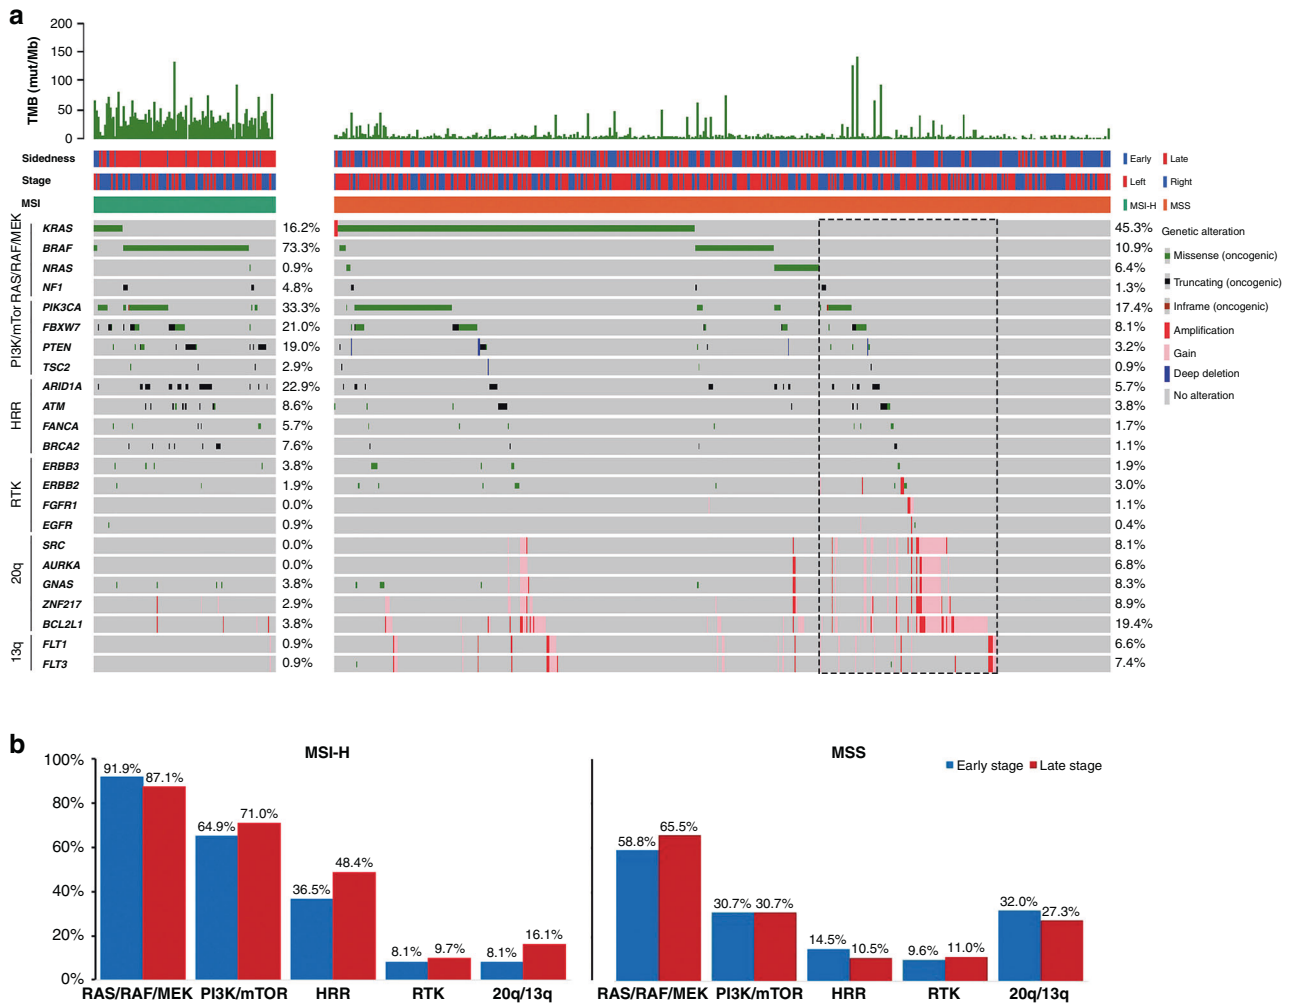 a
TMB (mut/Mb)
200
150
100
50
0
Sidedness
Stage
MSI
Early Late
Left Right
MSI-H MSS
RAS/RAF/MEK
KRAS 16.2% 45.3%
BRAF 73.3% 10.9%
NRAS 0.9% 6.4%
NF1 4.8% 1.3%
PI3K/mTor
PIK3CA 33.3% 17.4%
FBXW7 21.0% 8.1%
PTEN 19.0% 3.2%
TSC2 2.9% 0.9%
HRR
ARID1A 22.9% 5.7%
ATM 8.6% 3.8%
FANCA 5.7% 1.7%
BRCA2 7.6% 1.1%
RTK
ERBB3 3.8% 1.9%
ERBB2 1.9% 3.0%
FGFR1 0.0% 1.1%
EGFR 0.9% 0.4%
20q
SRC 0.0% 8.1%
AURKA 0.0% 6.8%
GNAS 3.8% 8.3%
ZNF217 2.9% 8.9%
BCL2L1 3.8% 19.4%
13q
FLT1 0.9% 6.6%
FLT3 0.9% 7.4%
Genetic alteration
Missense (oncogenic)
Truncating (oncogenic)
Inframe (oncogenic)
Amplification
Gain
Deep deletion
No alteration
b
MSI-H
MSS
Early stage Late stage
100%
80%
60%
40%
20%
0%
91.9% 87.1%
64.9% 71.0%
36.5% 48.4%
8.1% 9.7%
8.1% 16.1%
58.8% 65.5%
30.7% 30.7%
14.5% 10.5%
9.6% 11.0%
32.0% 27.3%
RAS/RAF/MEK PI3K/mTOR HRR RTK 20q/13q
RAS/RAF/MEK PI3K/mTOR HRR RTK 20q/13q